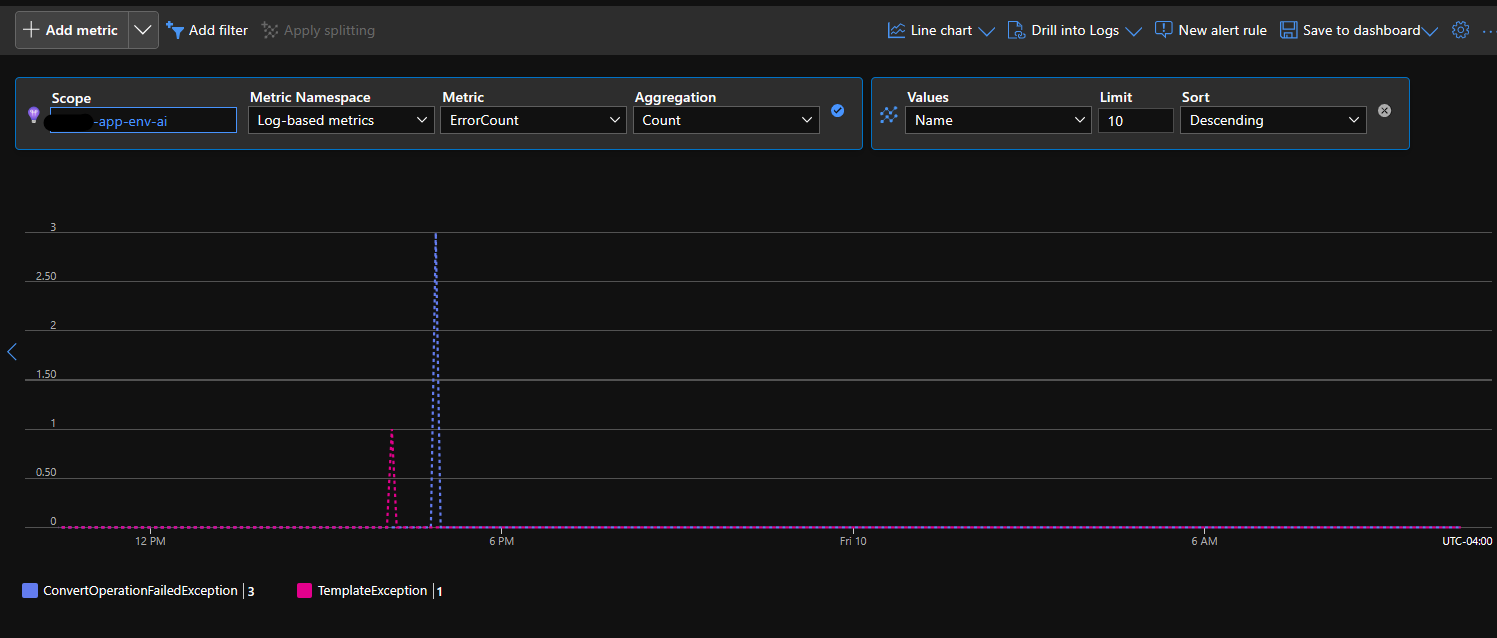 Add metric Add filter Apply splitting Line chart Drill into Logs New alert rule Save to dashboard
Scope Metric Namespace Metric Aggregation Values Limit Sort
-app-env-ai Log-based metrics ErrorCount Count Name 10 Descending
3
2.50
2
1.50
1
0.50
0
12 PM 6 PM Fri 10 6 AM UTC-04:00
ConvertOperationFailedException 3 TemplateException 1